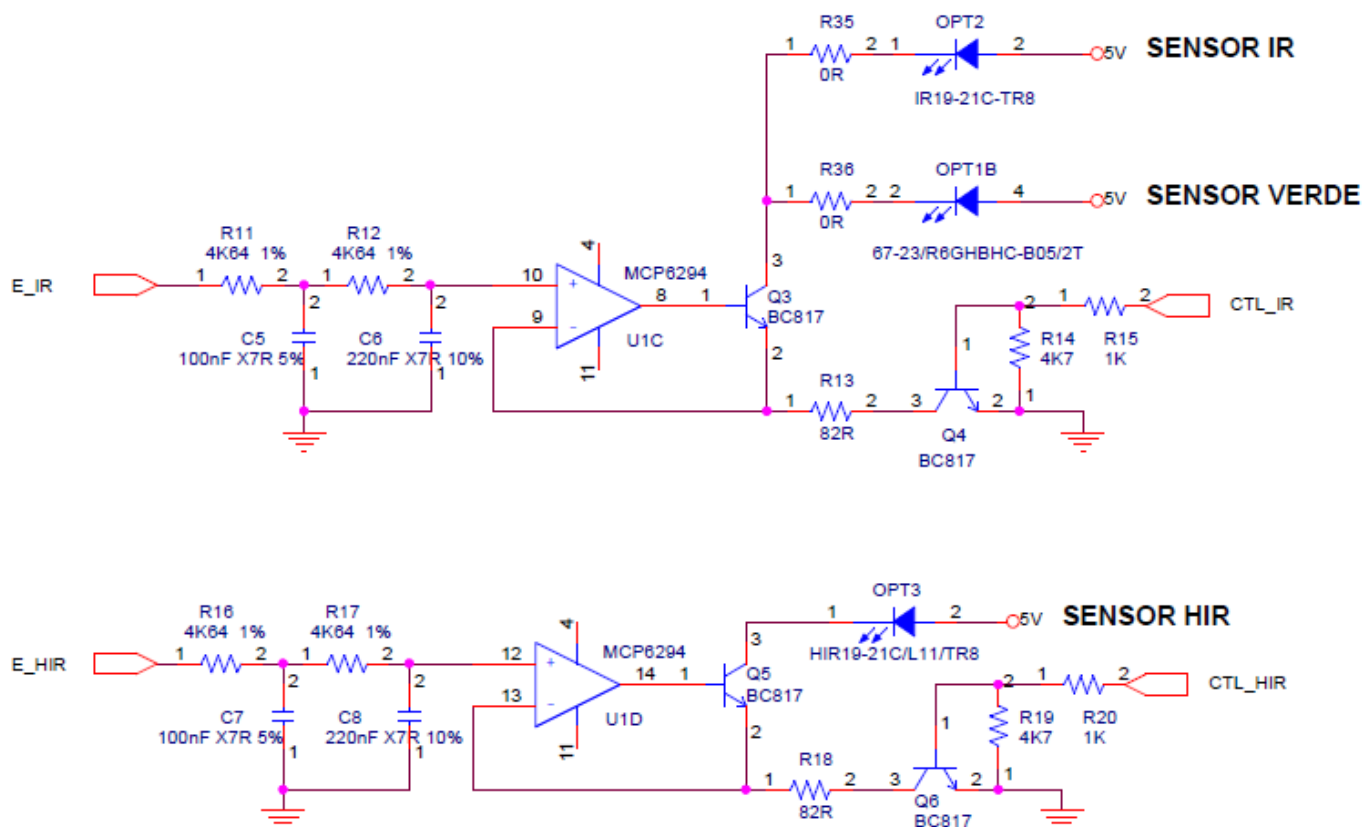 R35
1
2
0R
1
OPT2
2
IR19-21C-TR8
5V
SENSOR IR
R36
1
2
0R
2
OPT1B
4
67-23/R6GHBHC-B05/2T
5V
SENSOR VERDE
E_IR
R11
4K64 1%
1
2
R12
4K64 1%
1
2
2
C5
100nF X7R 5%
1
2
C6
220nF X7R 10%
1
10
+
9
-
4
MCP6294
8
U1C
11
1
3
Q3
BC817
2
R13
1
2
82R
3
1
2
Q4
BC817
2
R14
4K7
1
1
2
R15
1K
CTL_IR
E_HIR
R16
4K64 1%
1
2
R17
4K64 1%
1
2
2
C7
100nF X7R 5%
1
2
C8
220nF X7R 10%
1
12
+
13
-
4
MCP6294
14
U1D
11
1
3
Q5
BC817
2
OPT3
1
2
HIR19-21C/L11/TR8
5V
SENSOR HIR
R18
1
2
82R
3
1
2
Q6
BC817
2
R19
4K7
1
1
2
R20
1K
CTL_HIR